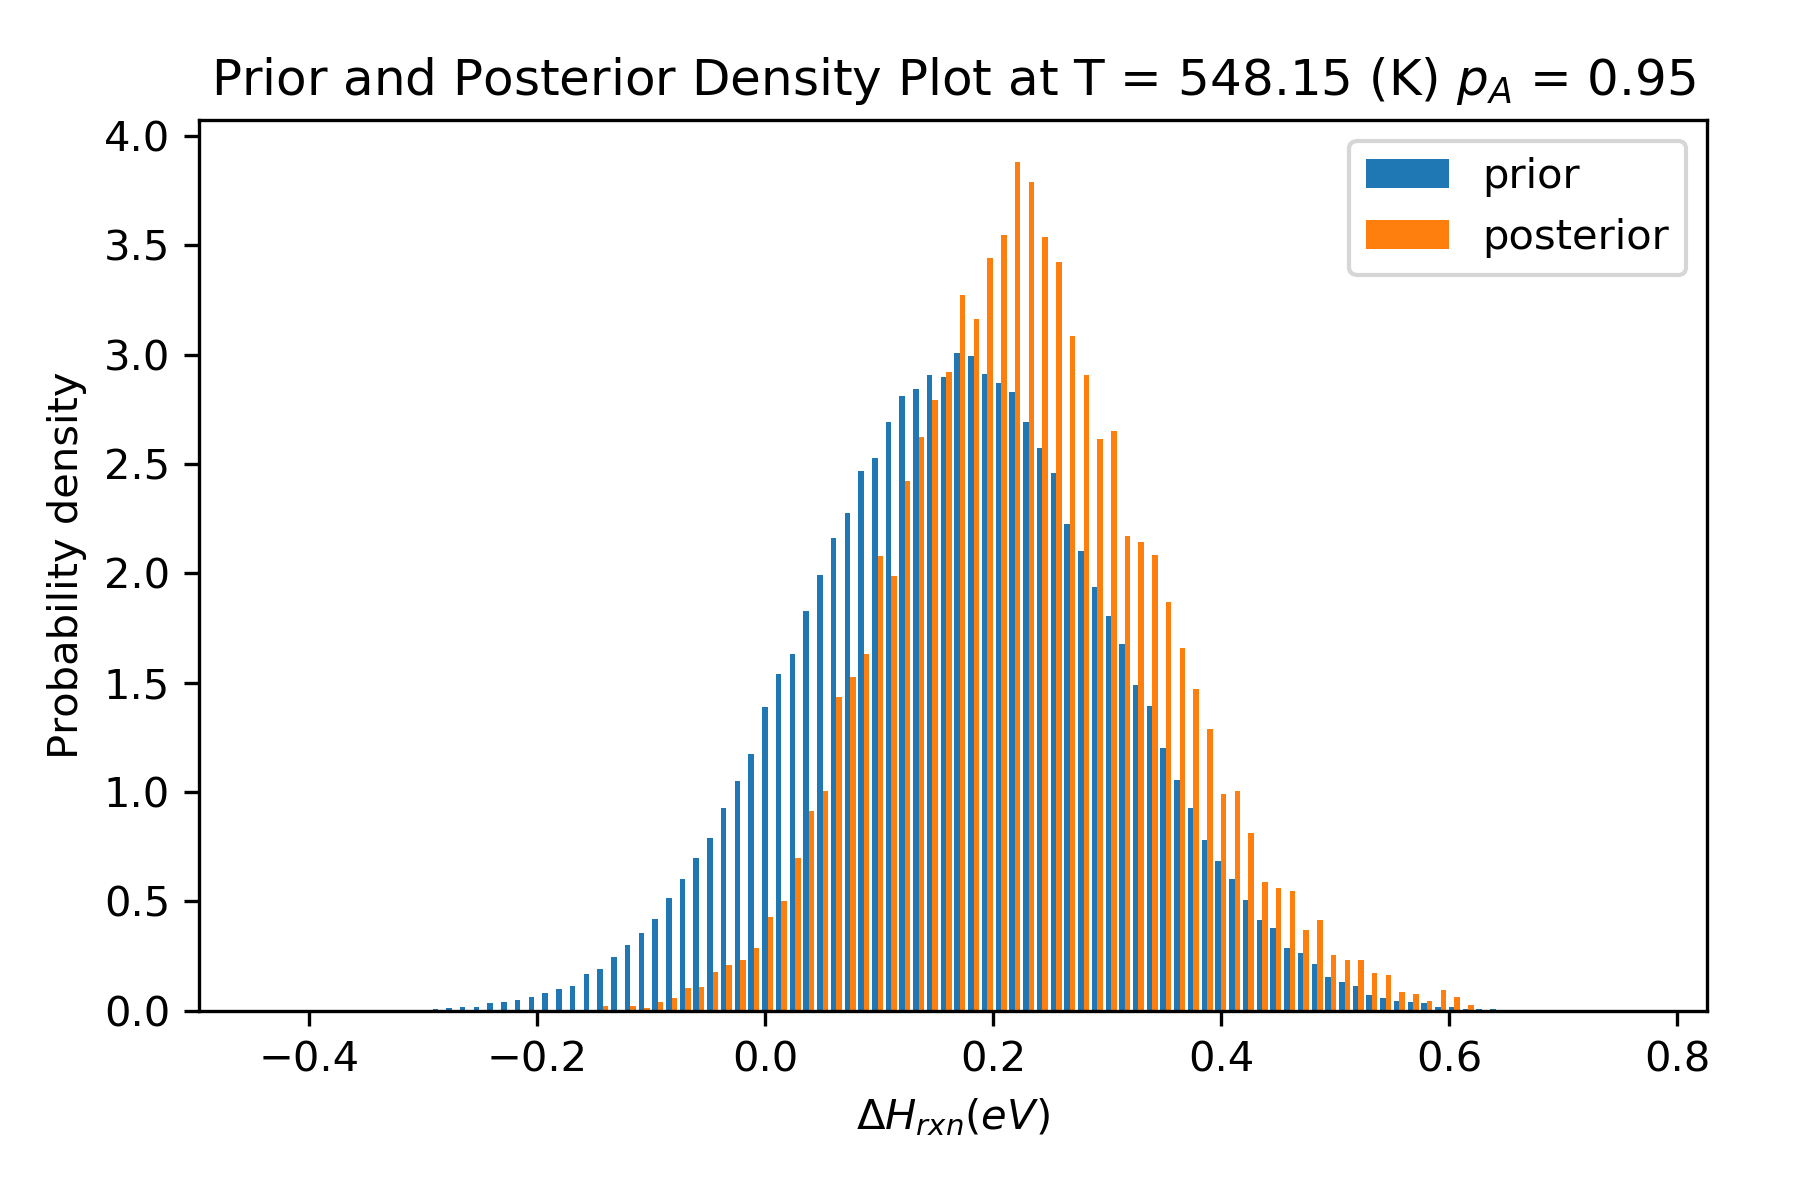 Prior and Posterior Density Plot at T = 548.15 (K) p_A = 0.95
prior
posterior
Probability density
4.0
3.5
3.0
2.5
2.0
1.5
1.0
0.5
0.0
−0.4 −0.2 0.0 0.2 0.4 0.6 0.8
ΔH_rxn(eV)